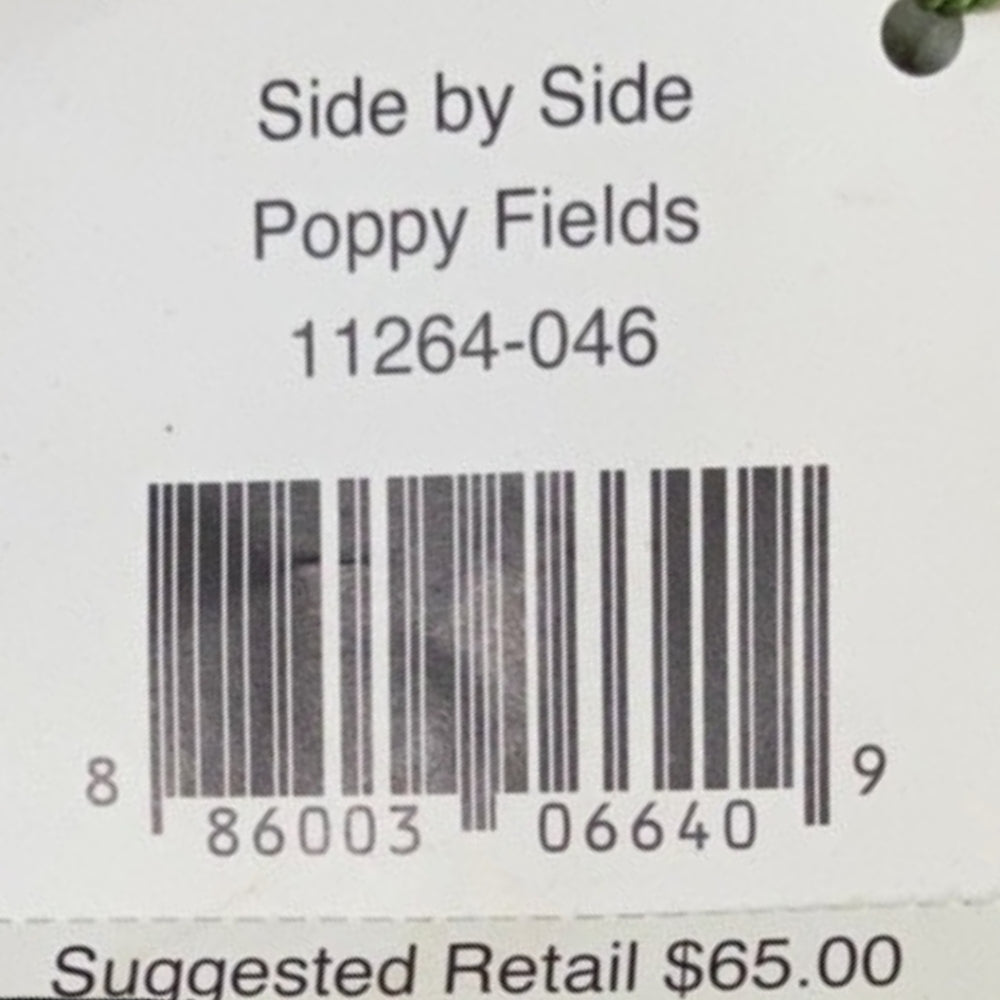 Side by Side
Poppy Fields
11264-046
8 86003 06640 9
Suggested Retail $65.00